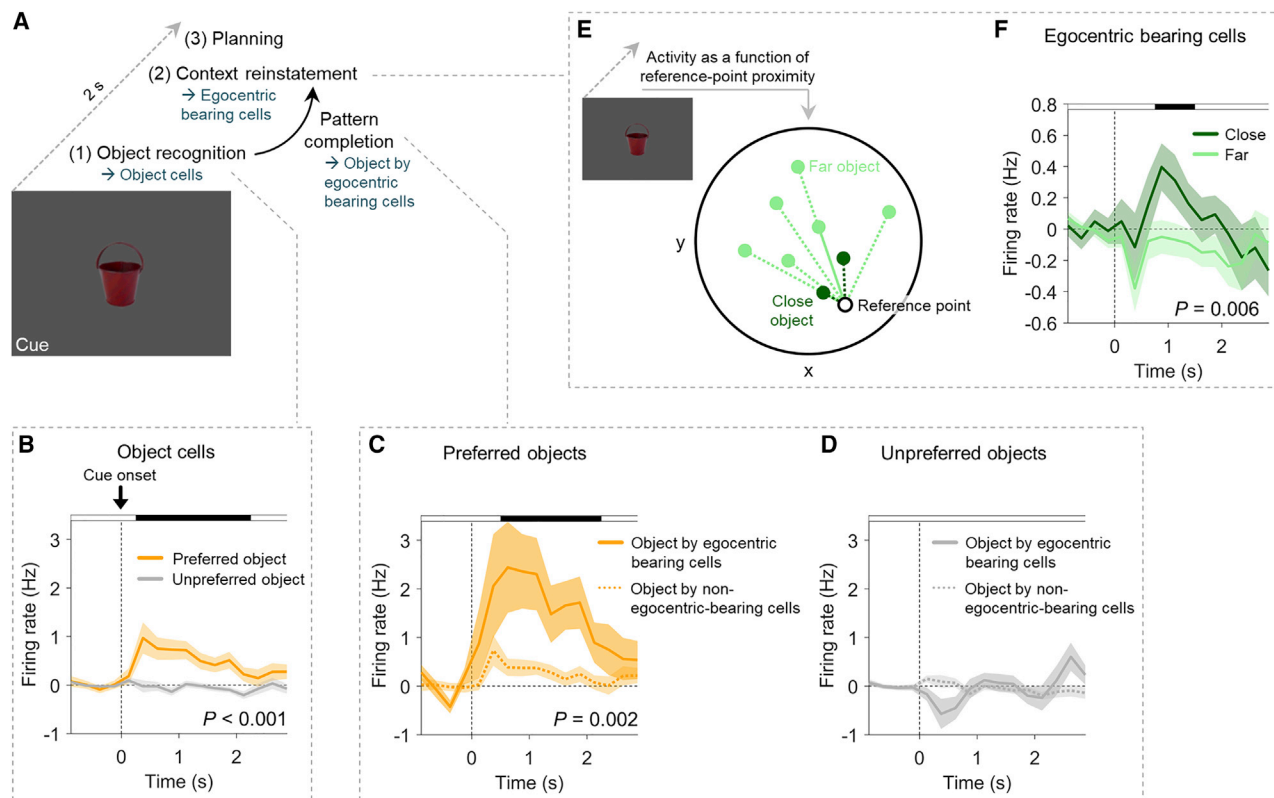 A
(3) Planning
(2) Context reinstatement
→ Egocentric
bearing cells
2 s
Pattern
completion
→ Object by
egocentric
bearing cells
(1) Object recognition
→ Object cells
Cue
E
Activity as a function of
reference-point proximity
Far object
y
Close
object
Reference point
x
F
Egocentric bearing cells
0.8
0.6
0.4
0.2
0
-0.2
-0.4
-0.6
Firing rate (Hz)
Close
Far
P = 0.006
0 1 2
Time (s)
B
Object cells
Cue onset
3
2
1
0
-1
Firing rate (Hz)
Preferred object
Unpreferred object
P < 0.001
0 1 2
Time (s)
C
Preferred objects
3
2
1
0
-1
Firing rate (Hz)
Object by egocentric
bearing cells
Object by non-
egocentric-bearing cells
P = 0.002
0 1 2
Time (s)
D
Unpreferred objects
3
2
1
0
-1
Firing rate (Hz)
Object by egocentric
bearing cells
Object by non-
egocentric-bearing cells
0 1 2
Time (s)